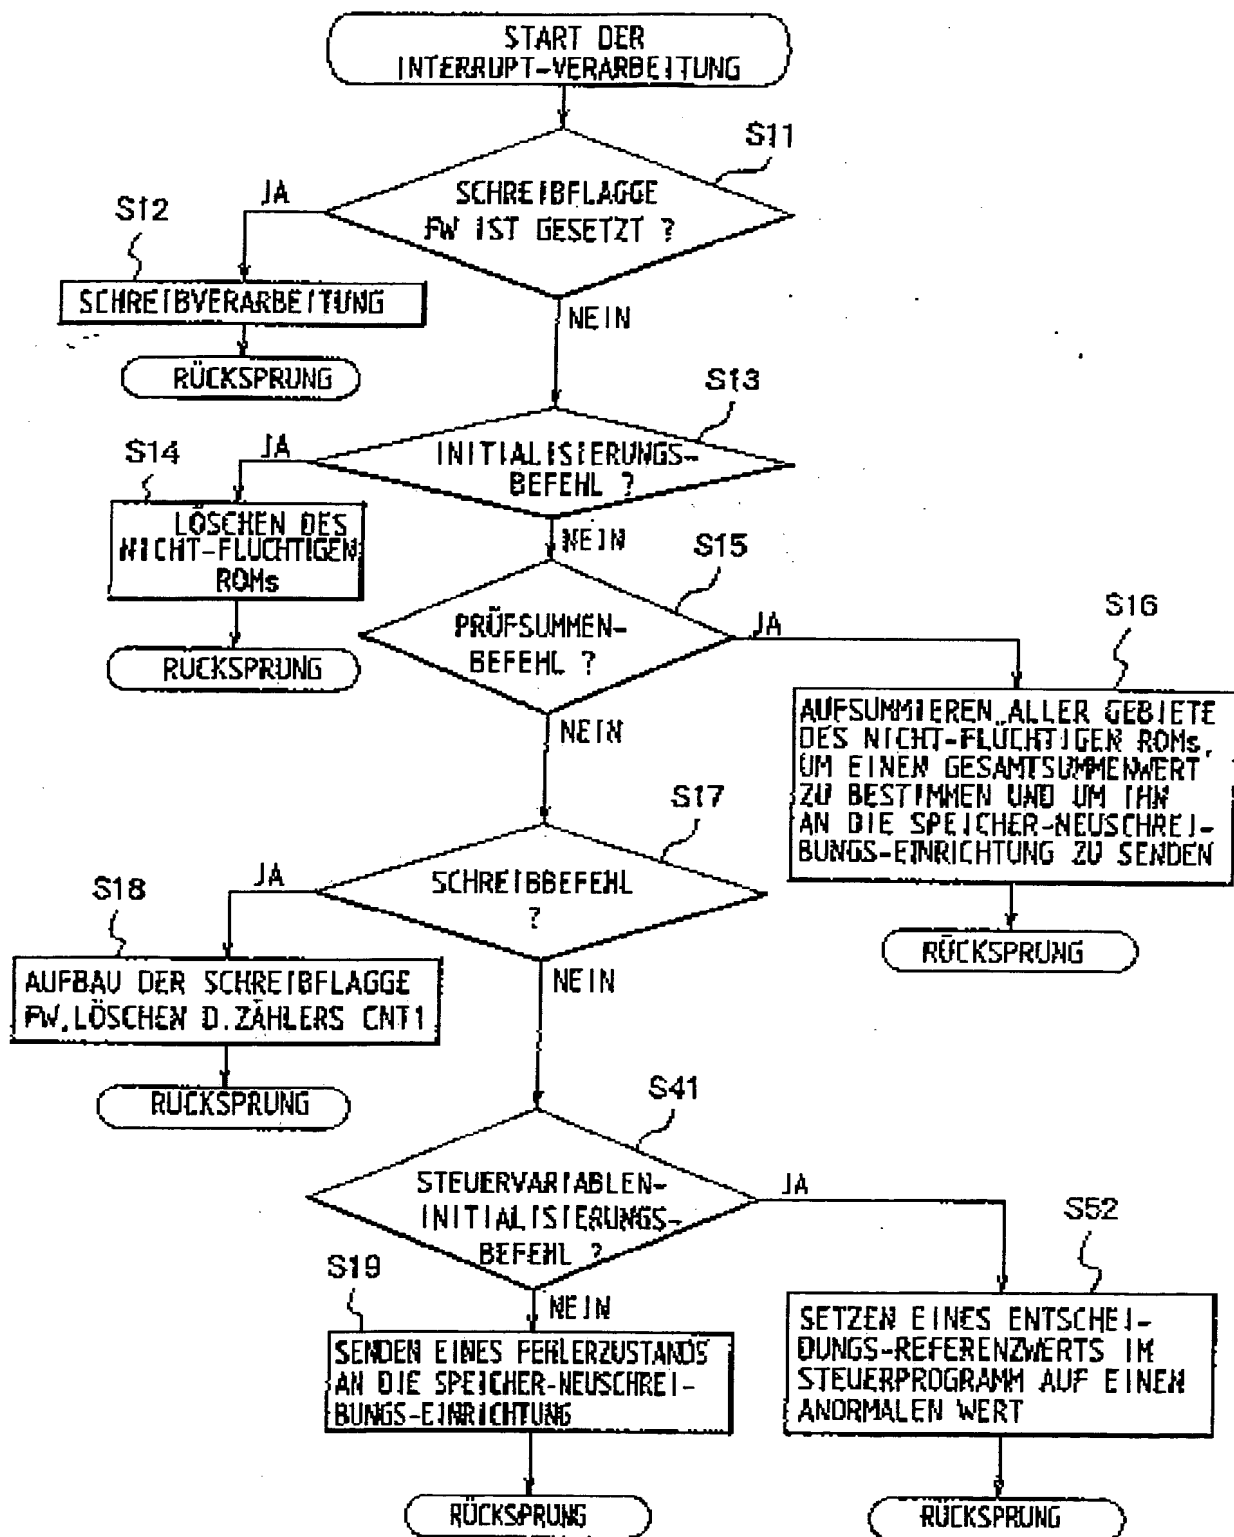 START DER
INTERRUPT-VERARBEITUNG
S11
SCHREIBFLAGGE
FW IST GESETZT ?
JA
S12
SCHREIBVERARBEITUNG
NEIN
RÜCKSPRUNG
S13
INITIALISIERUNGS-
BEFEHL ?
JA
S14
LÖSCHEN DES
NICHT-FLUCHTIGEN
ROMs
NEIN
RUCKSPRUNG
S15
PRÜFSUMMEN-
BEFEHL ?
JA
S16
AUFSUMMIEREN ALLER GEBIETE
DES NICHT-FLÜCHTIGEN ROMs,
UM EINEN GESAMTSUMMENWERT
ZU BESTIMMEN UND UM IHN
AN DIE SPEICHER-NEUSCHREI-
BUNGS-EINRICHTUNG ZU SENDEN
RÜCKSPRUNG
NEIN
S17
SCHREIBBEFEHL
?
JA
S18
AUFBAU DER SCHREIBFLAGGE
FW, LÖSCHEN D. ZÄHLERS CNT1
RUCKSPRUNG
NEIN
S41
STEUERVARIABLEN-
INITIALISIERUNGS-
BEFEHL ?
JA
S52
SETZEN EINES ENTSCHEI-
DUNGS-REFERENZWERTS IM
STEUERPROGRAMM AUF EINEN
ANORMALEN WERT
RÜCKSPRUNG
NEIN
S19
SENDEN EINES FEHLERZUSTANDS
AN DIE SPEICHER-NEUSCHREI-
BUNGS-EINRICHTUNG
RÜCKSPRUNG